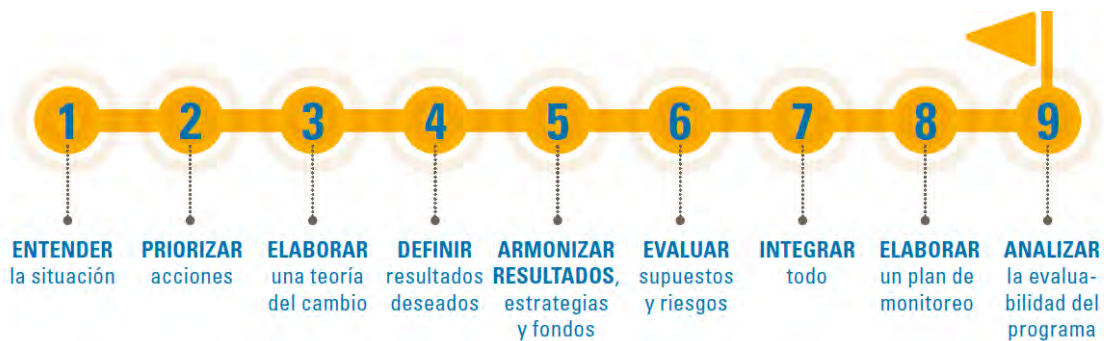 1 2 3 4 5 6 7 8 9
ENTENDER
la situación
PRIORIZAR
acciones
ELABORAR
una teoría
del cambio
DEFINIR
resultados
deseados
ARMONIZAR
RESULTADOS,
estrategias
y fondos
EVALUAR
supuestos
y riesgos
INTEGRAR
todo
ELABORAR
un plan de
monitoreo
ANALIZAR
la evalua-
bilidad del
programa